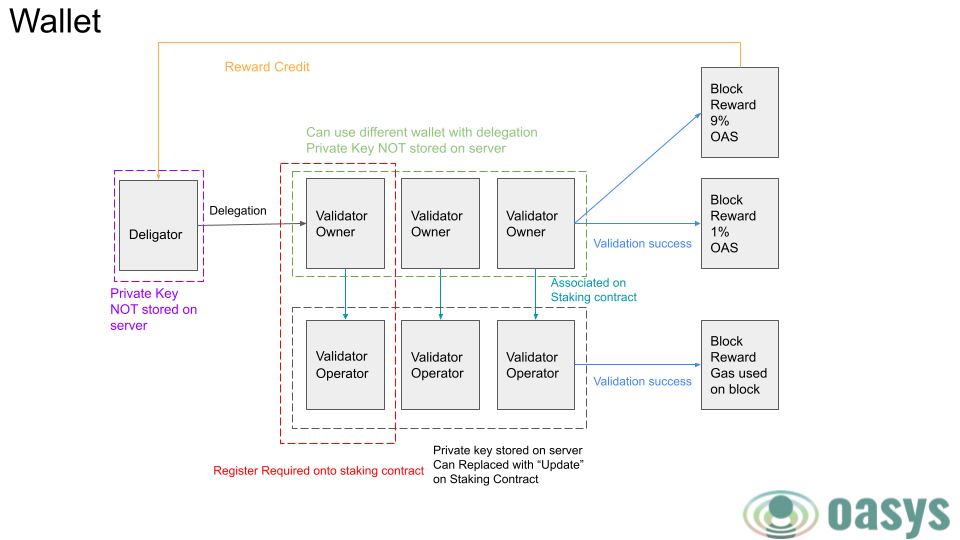 Wallet
Reward Credit
Block
Reward
9%
OAS
Can use different wallet with delegation
Private Key NOT stored on server
Deligator
Delegation
Validator
Owner
Validator
Owner
Validator
Owner
Block
Reward
1%
OAS
Validation success
Private Key
NOT stored on
server
Associated on
Staking contract
Validator
Operator
Validator
Operator
Validator
Operator
Block
Reward
Gas used
on block
Validation success
Register Required onto staking contract
Private key stored on server
Can Replaced with “Update”
on Staking Contract
oasys